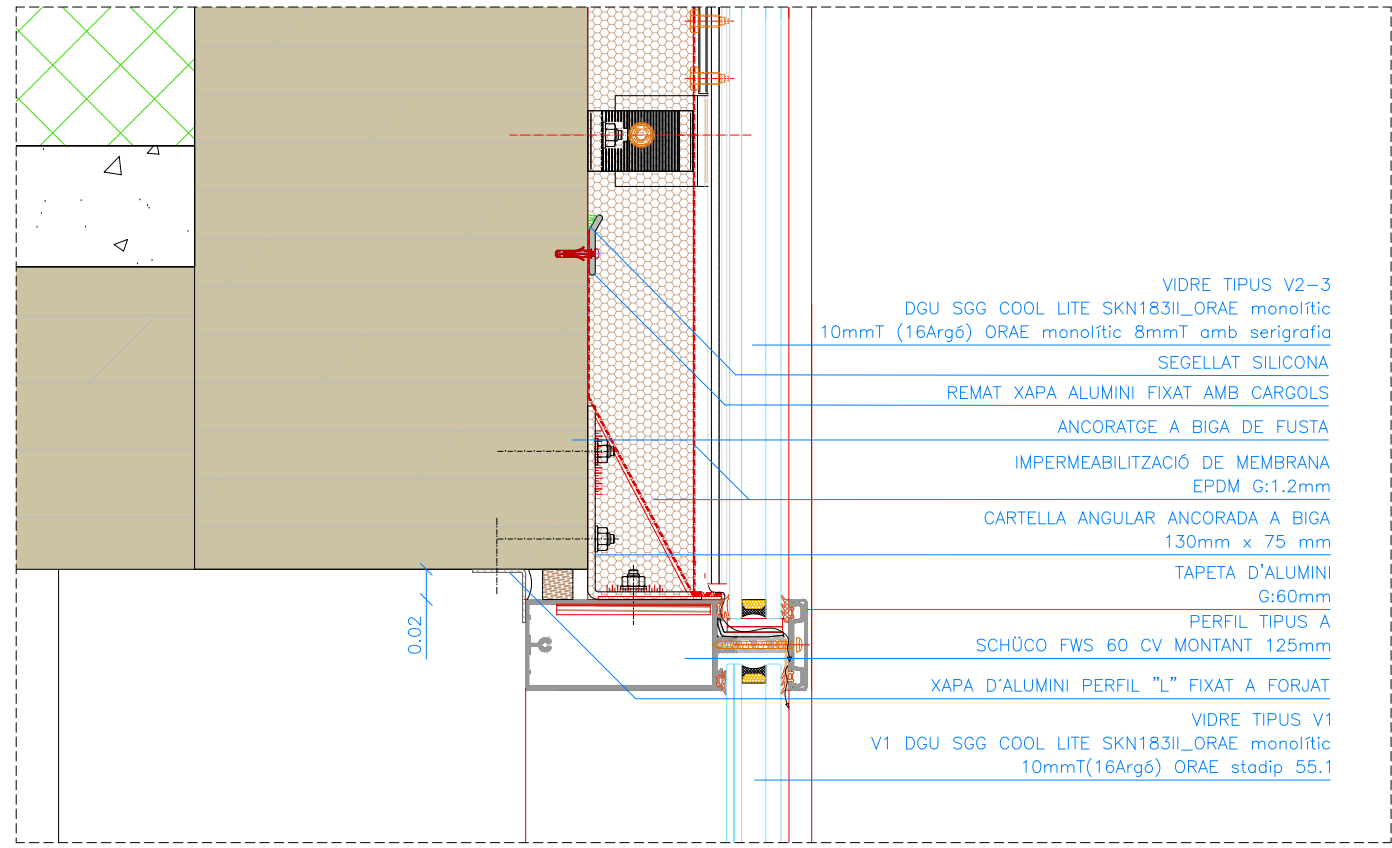 VIDRE TIPUS V2-3
DGU SGG COOL LITE SKN183II_ORAE monolític
10mmT (16Argó) ORAE monolític 8mmT amb serigrafia
SEGELLAT SILICONA
REMAT XAPA ALUMINI FIXAT AMB CARGOLS
ANCORATGE A BIGA DE FUSTA
IMPERMEABILITZACIÓ DE MEMBRANA
EPDM G:1.2mm
CARTELLA ANGULAR ANCORADA A BIGA
130mm x 75 mm
TAPETA D'ALUMINI
G:60mm
0.02
PERFIL TIPUS A
SCHÜCO FWS 60 CV MONTANT 125mm
XAPA D'ALUMINI PERFIL "L" FIXAT A FORJAT
VIDRE TIPUS V1
V1 DGU SGG COOL LITE SKN183II_ORAE monolític
10mmT(16Argó) ORAE stadip 55.1